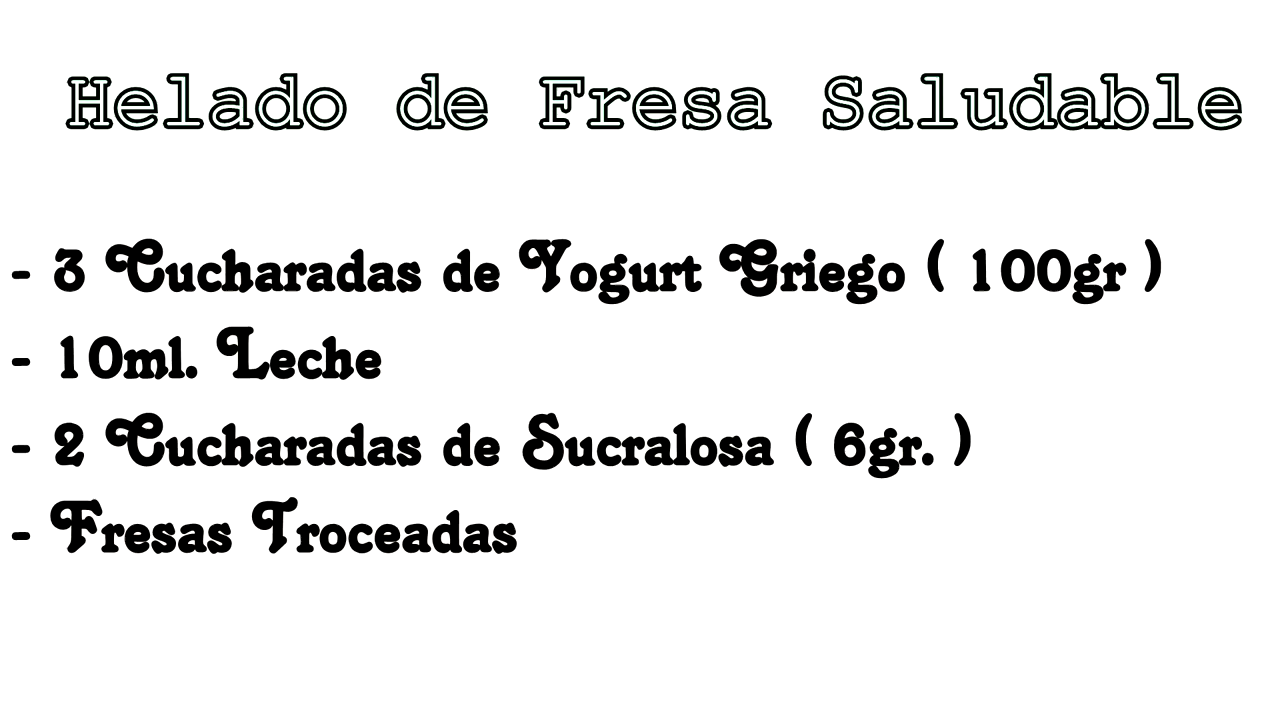 Helado de Fresa Saludable
- 3 Cucharadas de Yogurt Griego ( 100gr )
- 10ml. Leche
- 2 Cucharadas de Sucralosa ( 6gr. )
- Fresas Troceadas